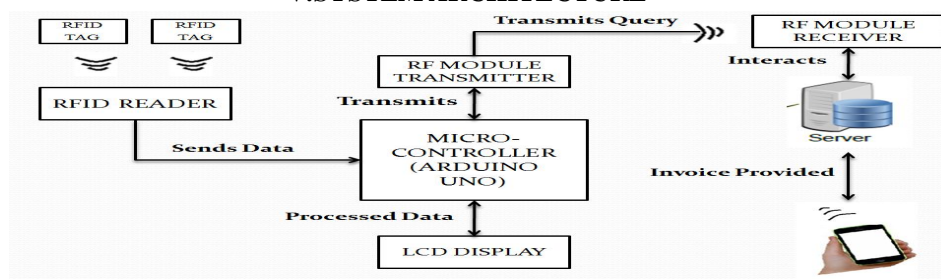 RFID
TAG
RFID
TAG
Transmits Query
RF MODULE
RECEIVER
RF MODULE
TRANSMITTER
Interacts
RFID READER
Transmits
MICRO-
CONTROLLER
(ARDUINO
UNO)
Server
Sends Data
Invoice Provided
Processed Data
LCD DISPLAY